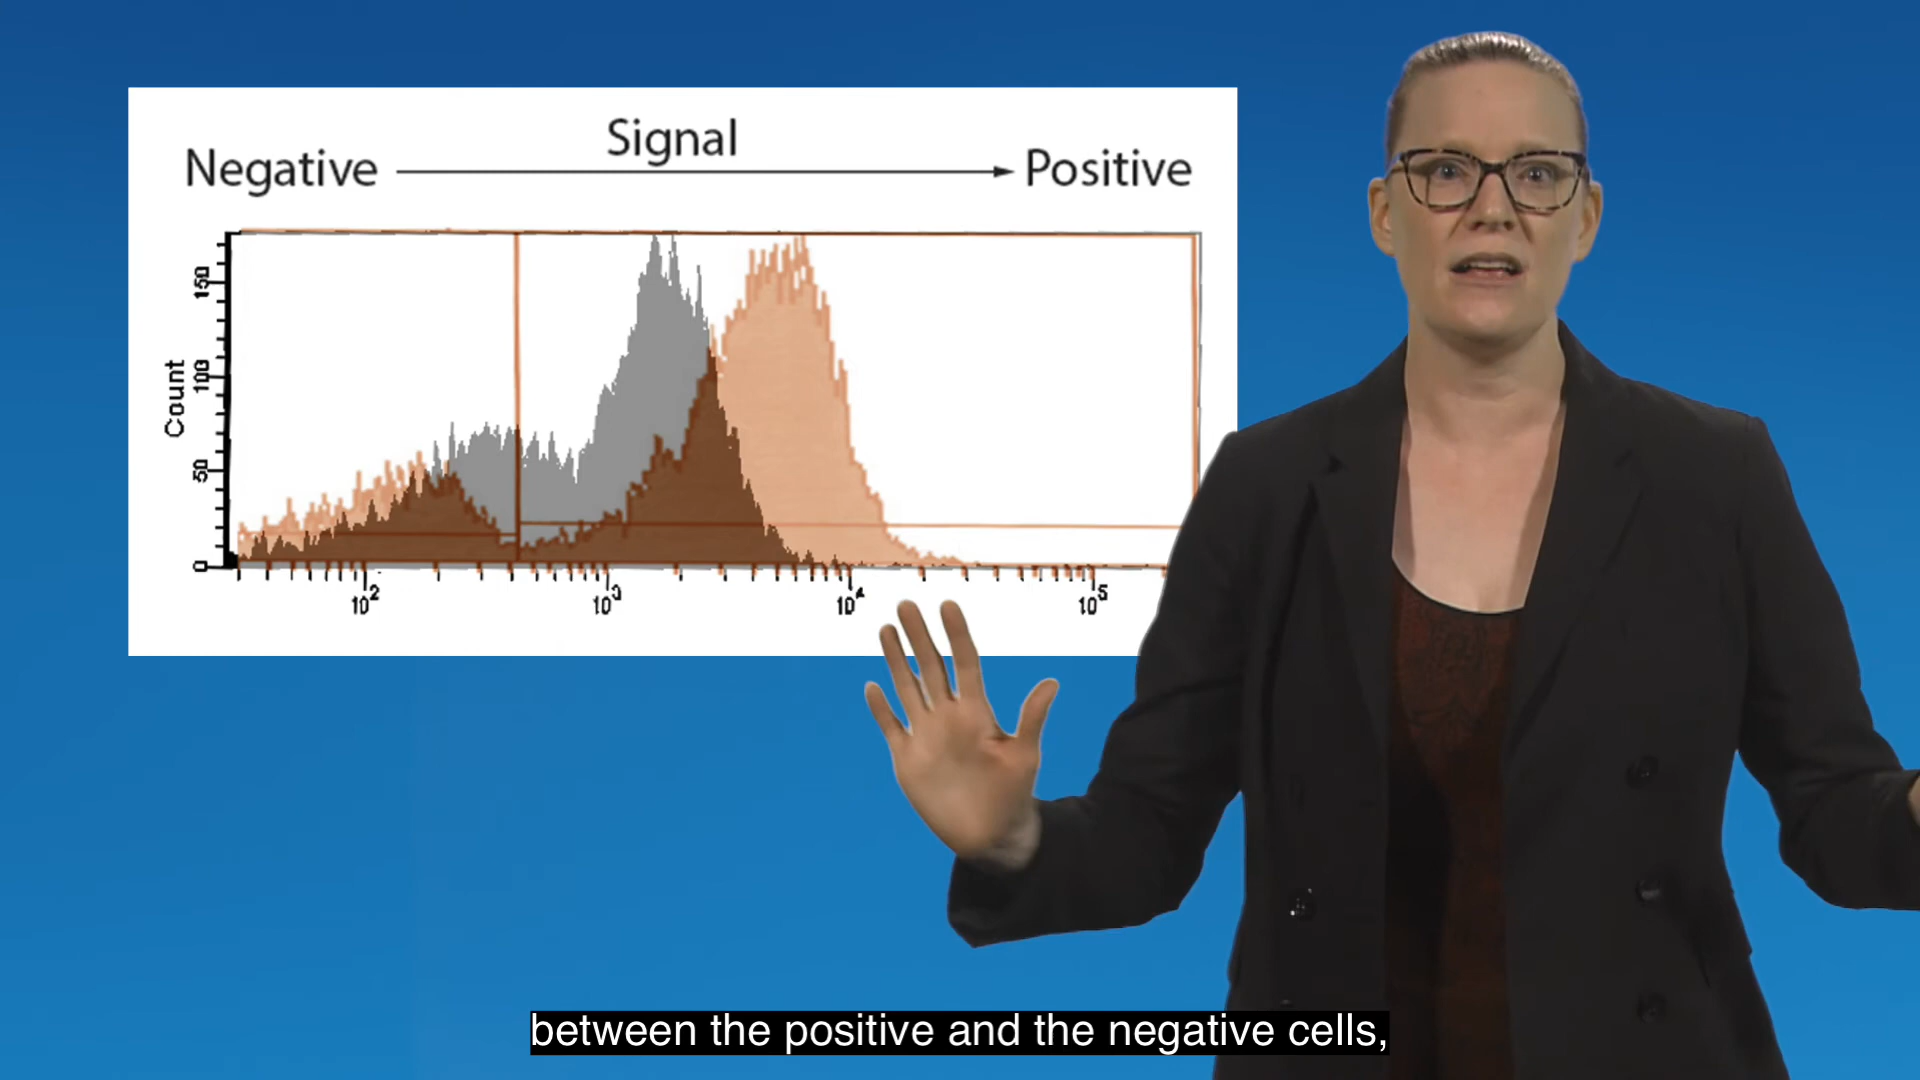 Signal
Negative
Positive
Count
150
100
50
0
10²
10³
10⁴
10⁵
between the positive and the negative cells,